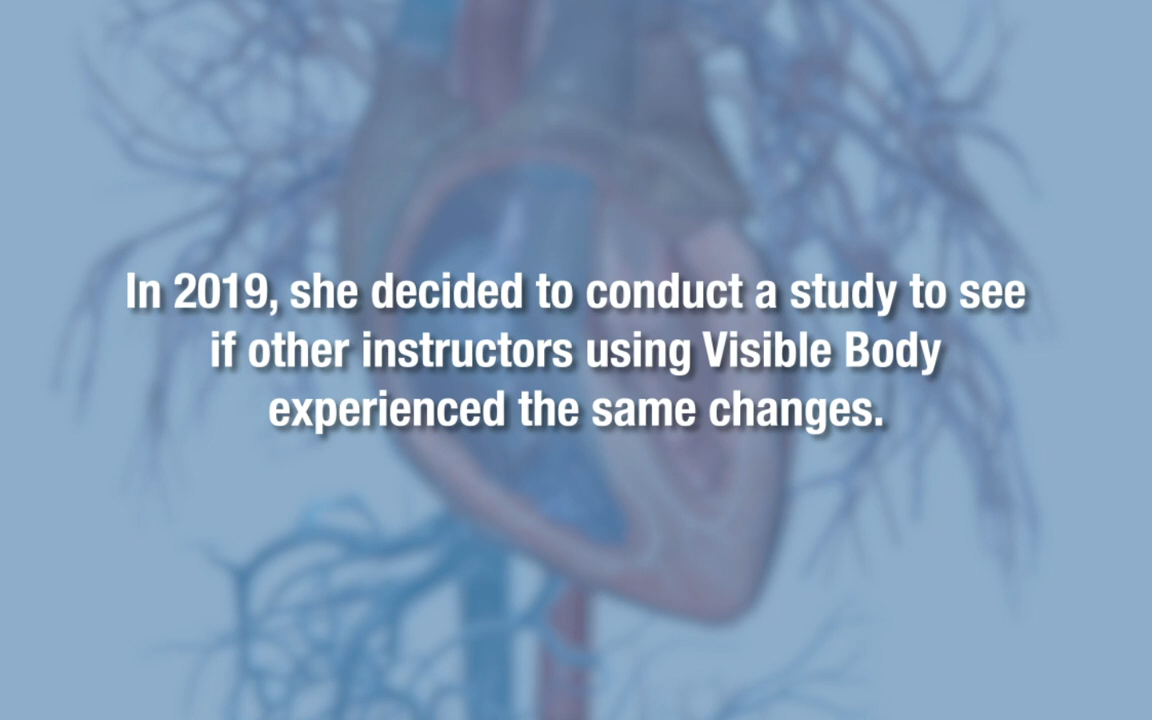 In 2019, she decided to conduct a study to see
if other instructors using Visible Body
experienced the same changes.